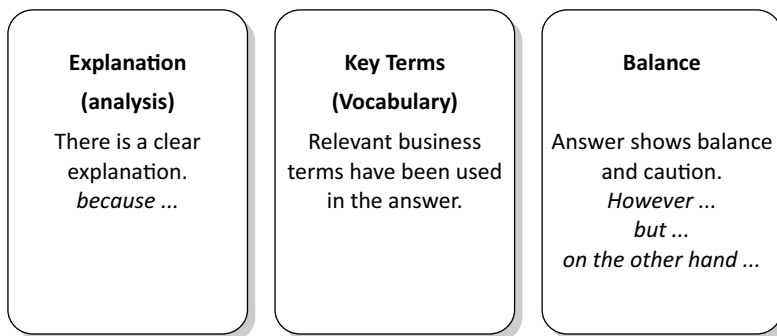 Explanation
(analysis)
There is a clear
explanation.
because ...
Key Terms
(Vocabulary)
Relevant business
terms have been used
in the answer.
Balance
Answer shows balance
and caution.
However ...
but ...
on the other hand ...